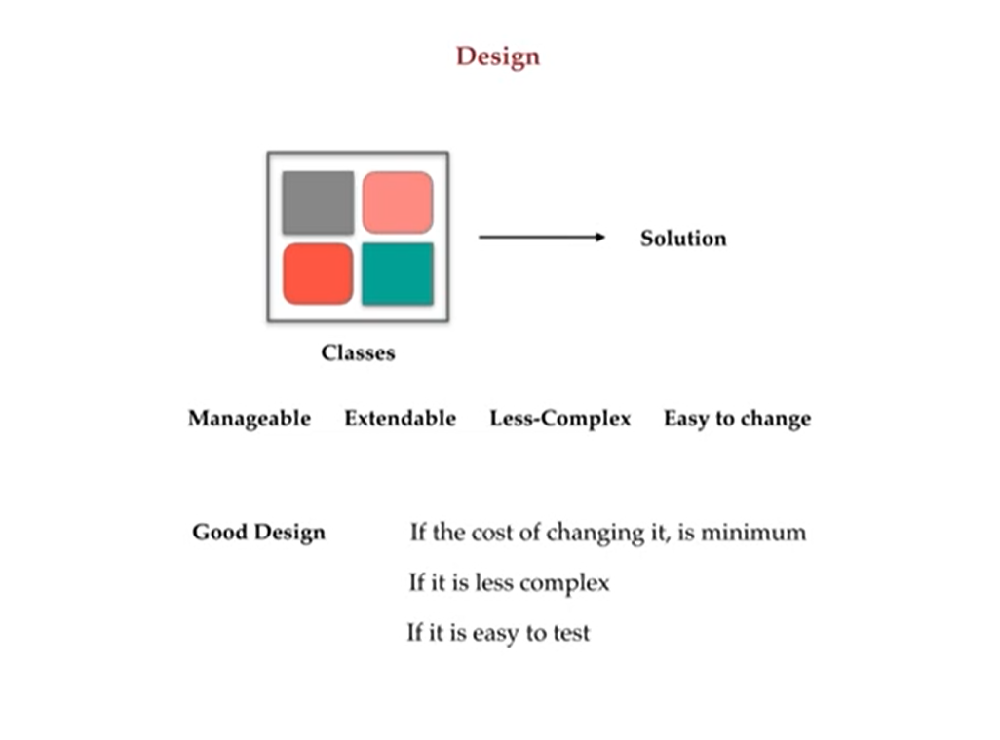 Design
Solution
Classes
Manageable Extendable Less-Complex Easy to change
Good Design If the cost of changing it, is minimum
If it is less complex
If it is easy to test